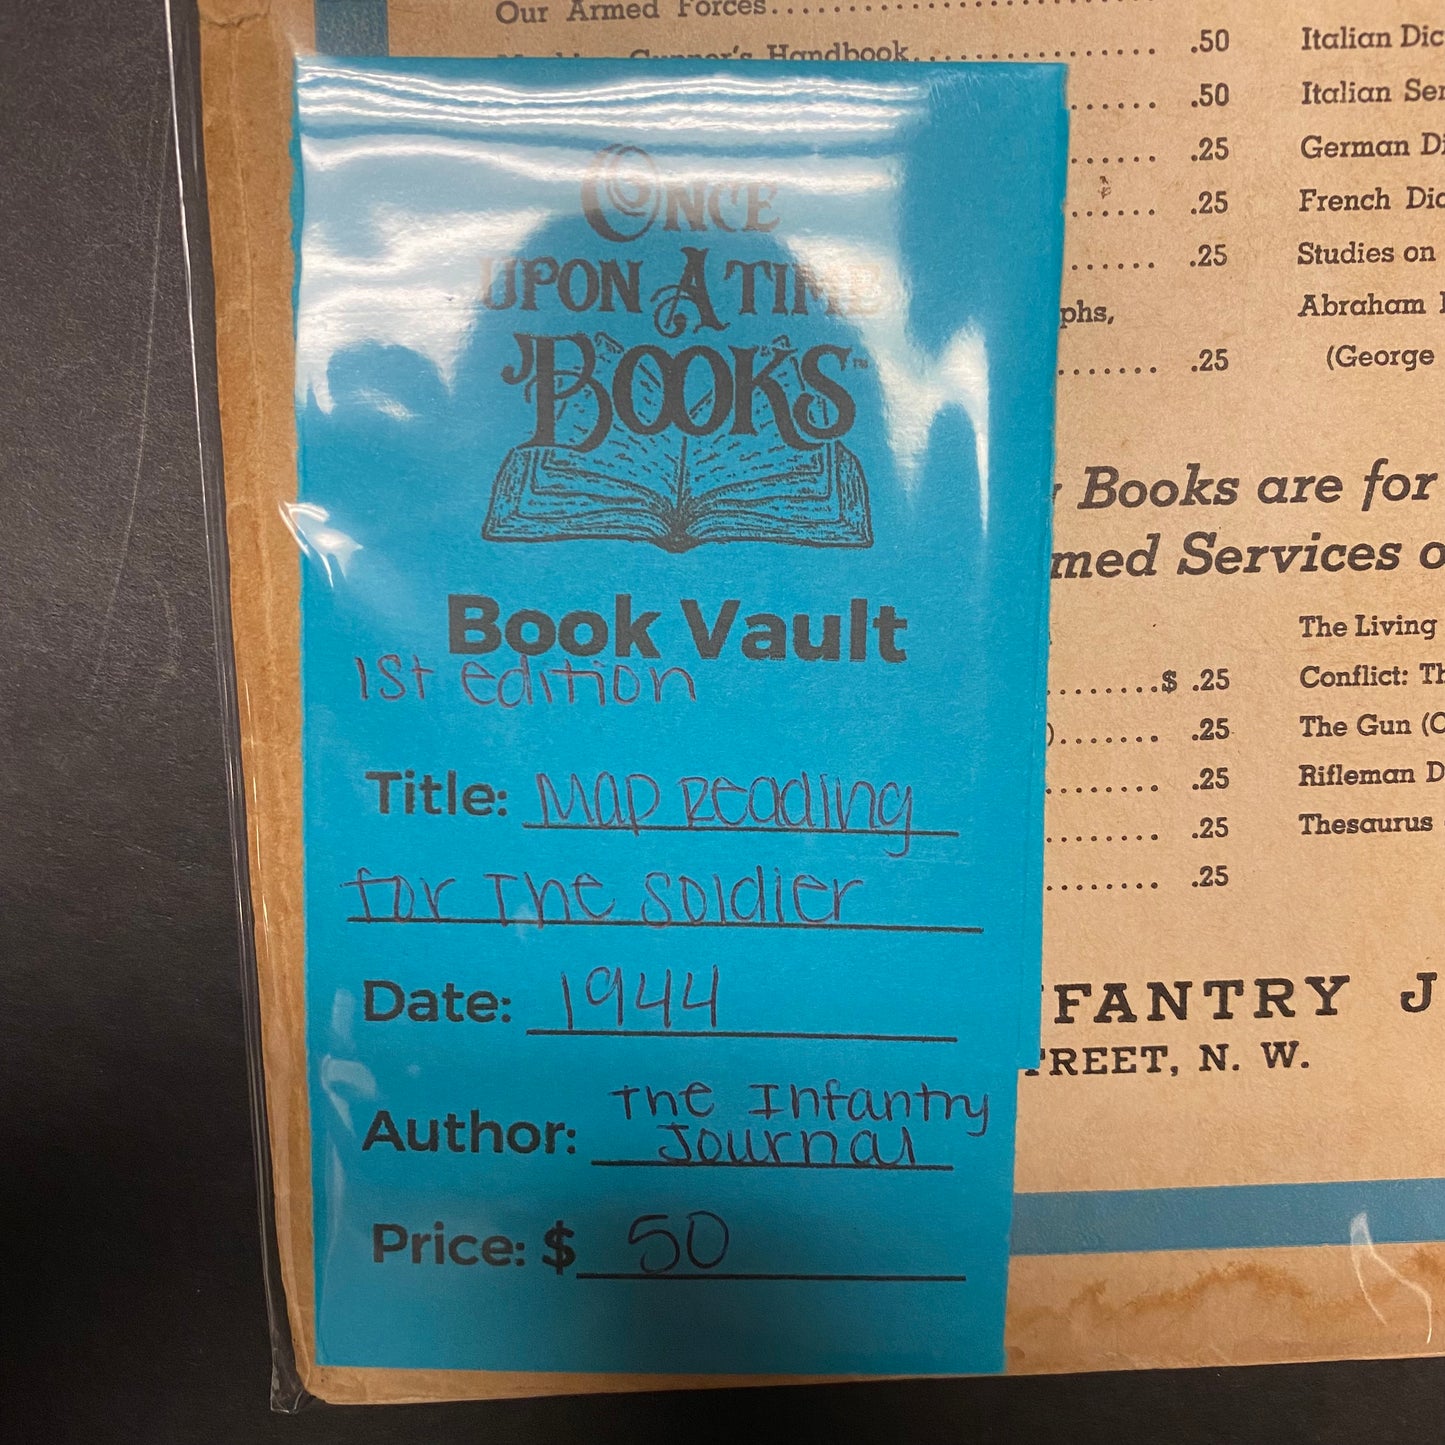 Our Armed Forces..............................
Gunner's Handbook................. .50
Italian Dic
...... .50
Italian Ser
...... .25
German Di
...... .25
French Dic
...... .25
Studies on
phs,
Abraham
...... .25
(George
Books are for
med Services o
The Living
.......$ .25
Conflict: Th
)....... .25
The Gun (O
....... .25
Rifleman D
....... .25
Thesaurus
....... .25
FANTRY J
TREET, N. W.
ONCE
UPON A TIME
BOOKS™
Book Vault
1st edition
Title: Map Reading
for The Soldier
Date: 1944
Author: The Infantry
Journal
Price: $ 50